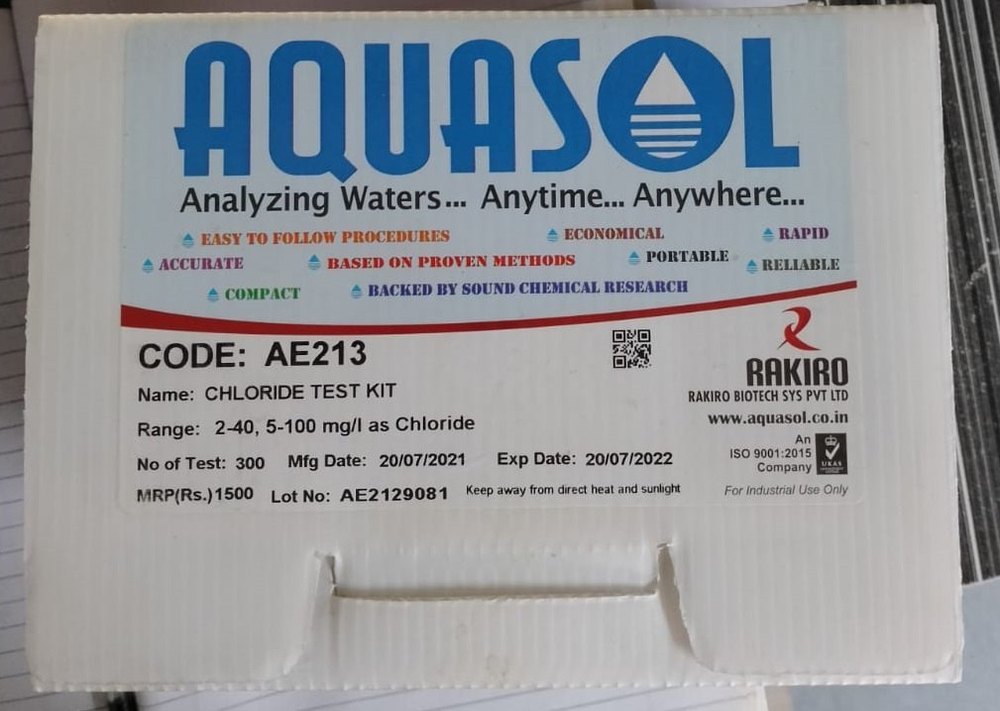 AQUASOL
Analyzing Waters... Anytime... Anywhere...
EASY TO FOLLOW PROCEDURES ECONOMICAL RAPID
ACCURATE BASED ON PROVEN METHODS PORTABLE RELIABLE
COMPACT BACKED BY SOUND CHEMICAL RESEARCH
CODE: AE213
Name: CHLORIDE TEST KIT
Range: 2-40, 5-100 mg/l as Chloride
No of Test: 300 Mfg Date: 20/07/2021 Exp Date: 20/07/2022
MRP(Rs.)1500 Lot No: AE2129081 Keep away from direct heat and sunlight
RAKIRO
RAKIRO BIOTECH SYS PVT LTD
www.aquasol.co.in
An
ISO 9001:2015
Company
UKAS
For Industrial Use Only